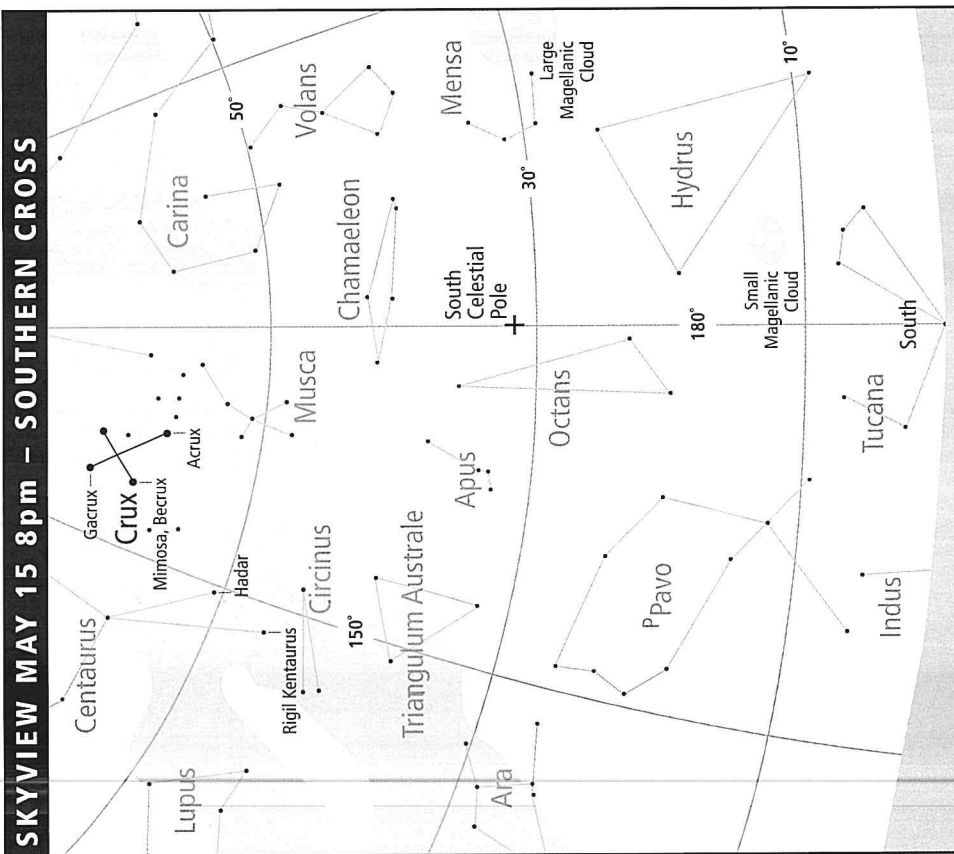 SKYVIEW MAY 15 8pm – SOUTHERN CROSS
50°
Volans
Mensa
Large
Magellanic
Cloud
10°
Carina
Chamaeleon
30°
Hydrus
South
Celestial
Pole
180°
Small
Magellanic
Cloud
South
Gacrux
Crux
Acrux
Mimosa, Becrux
Musca
Octans
Tucana
Apus
Hadar
Circinus
Centaurus
150°
Rigil Kentaurus
Triangulum Australe
PPavo
Indus
Lupus
Ara